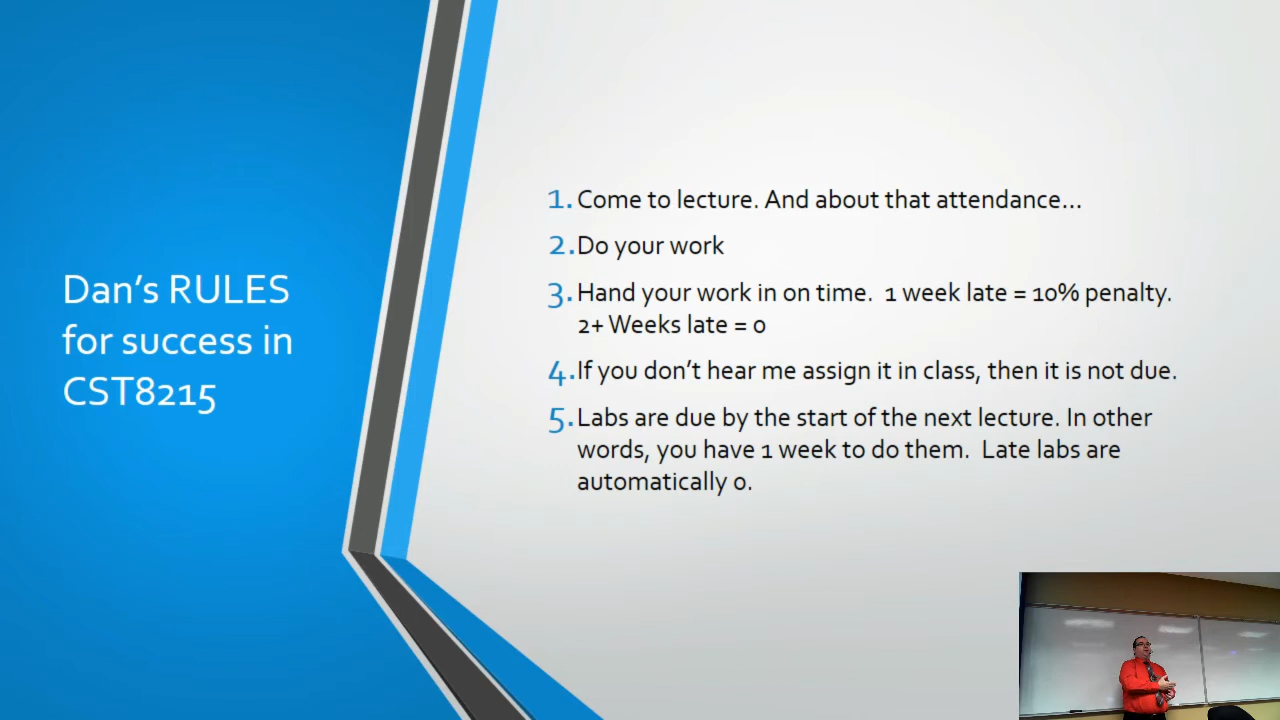 Dan’s RULES
for success in
CST8215
1. Come to lecture. And about that attendance…
2. Do your work
3. Hand your work in on time.  1 week late = 10% penalty.
2+ Weeks late = 0
4. If you don’t hear me assign it in class, then it is not due.
5. Labs are due by the start of the next lecture. In other
words, you have 1 week to do them.  Late labs are
automatically 0.